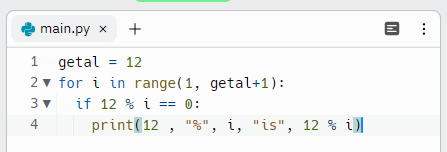 main.py × +
1 getal = 12
2 for i in range(1, getal+1):
3   if 12 % i == 0:
4     print(12 , "%", i, "is", 12 % i)